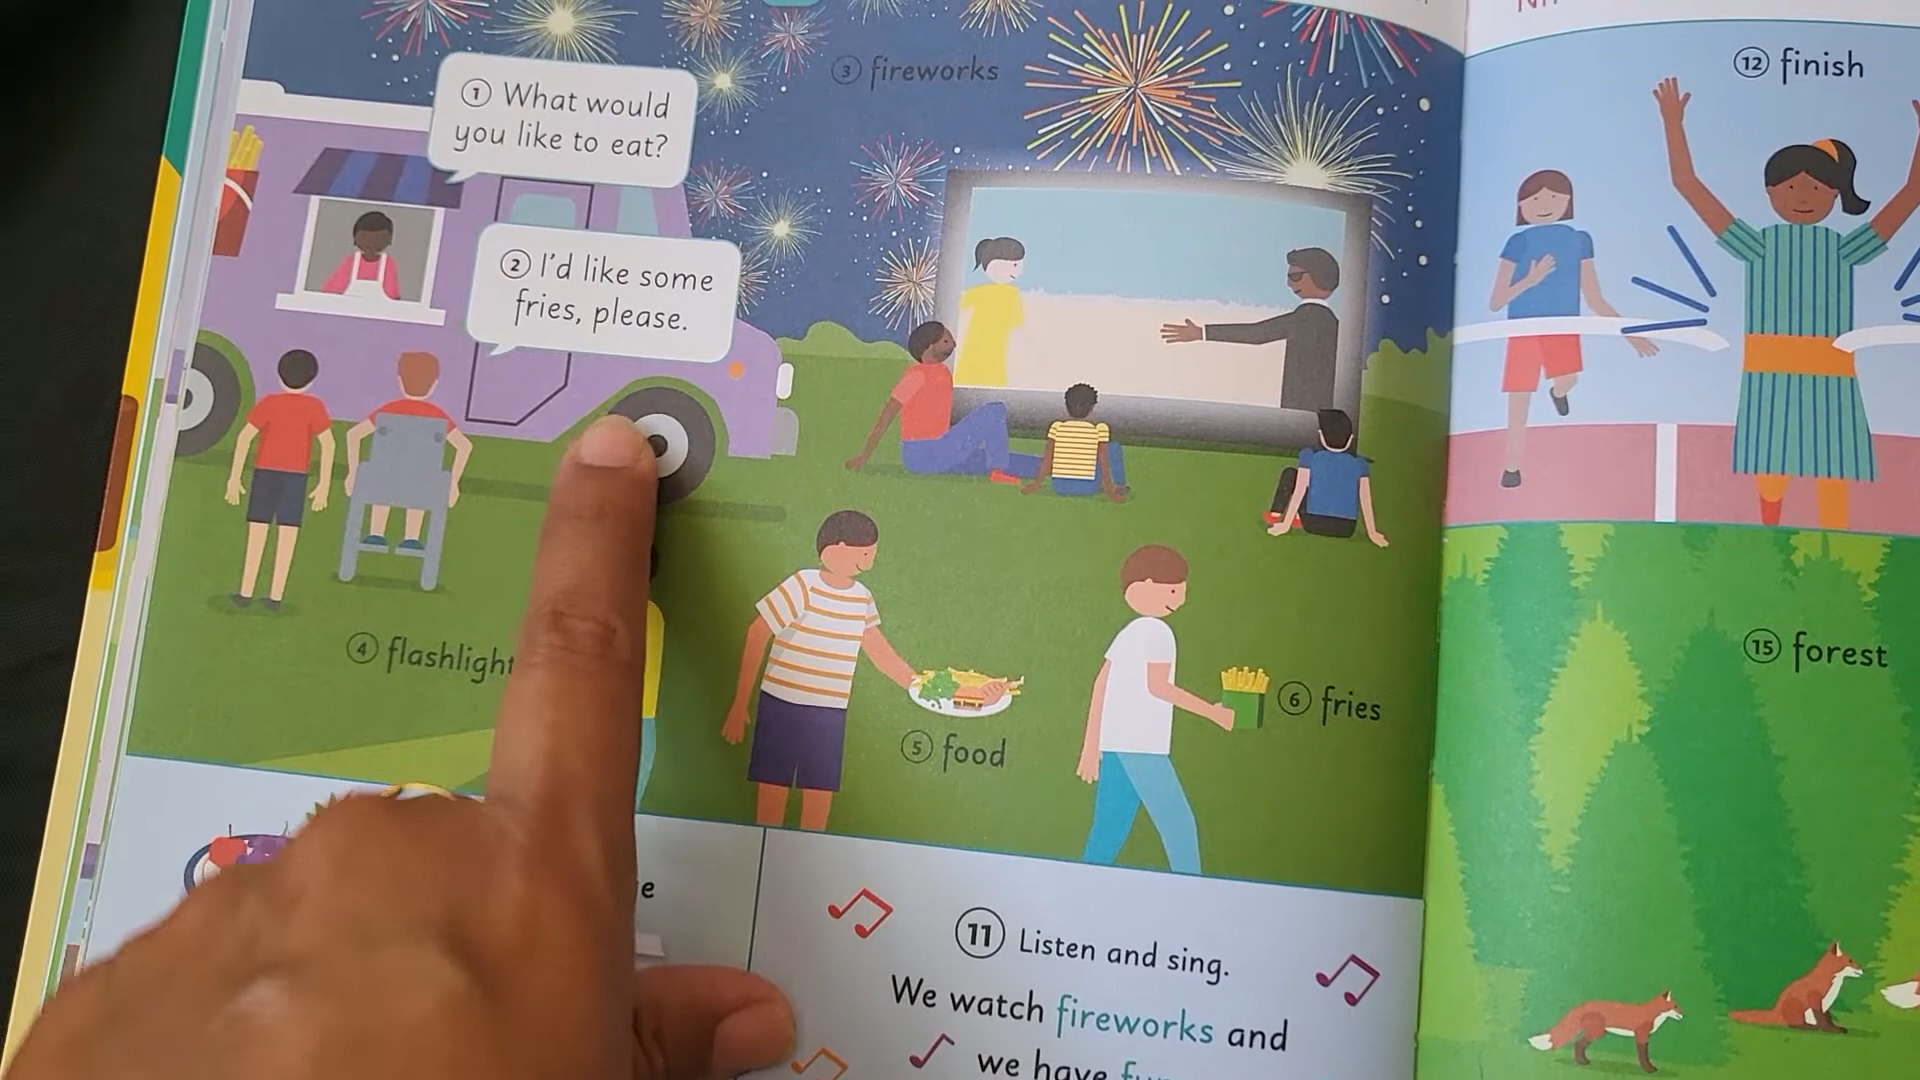 ① What would
you like to eat?
② I'd like some
fries, please.
③ fireworks
④ flashlight
⑤ food
⑥ fries
⑪ Listen and sing.
We watch fireworks and
we have
⑫ finish
⑮ forest